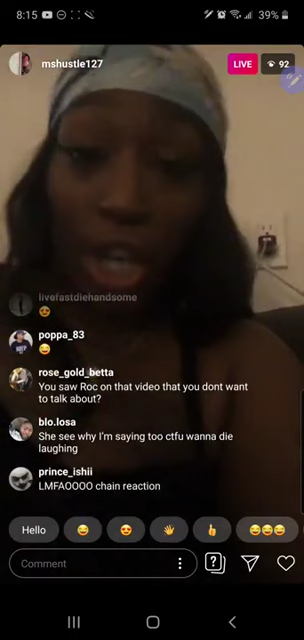 8:15
39%
mshustle127
LIVE
92
livefastdiehandsome
😍
poppa_83
😂
rose_gold_betta
You saw Roc on that video that you dont want
to talk about?
blo.losa
She see why I'm saying too ctfu wanna die
laughing
prince_ishii
LMFAOOOO chain reaction
Hello 😂 😍 👋 👍 😂😂😂
Comment